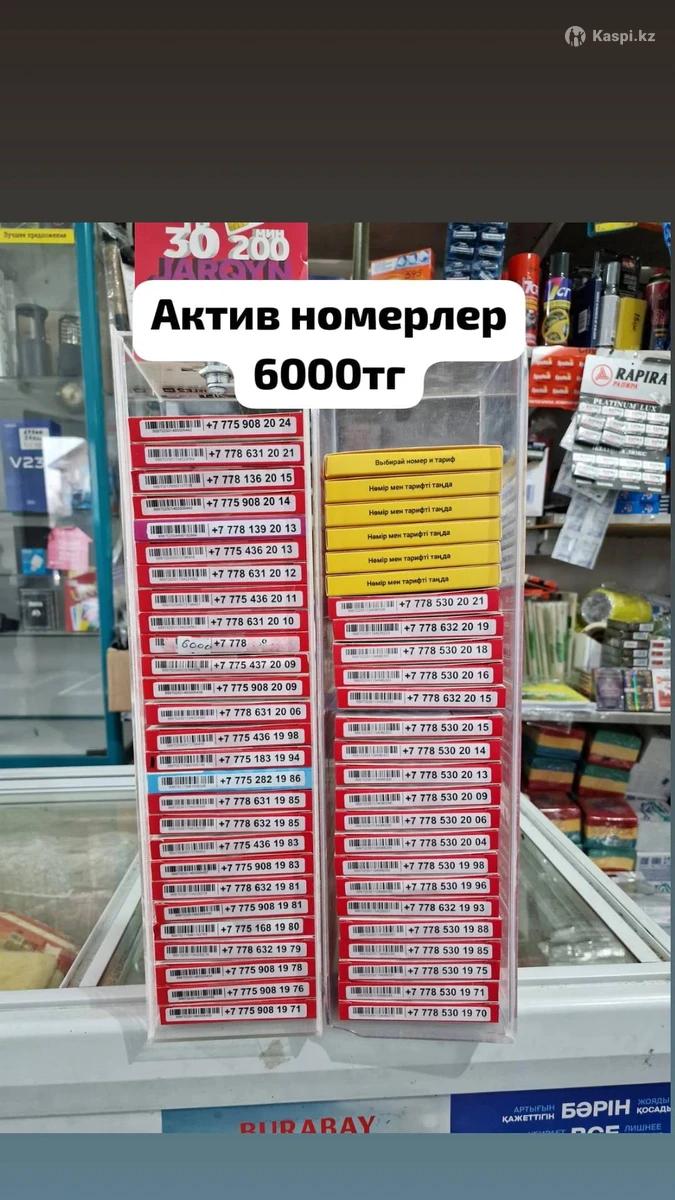 Kaspi.kz
Лучшие предложения
30 200
МИН
JARQYN
Актив номерлер
6000тг
+7 775 908 20 24
+7 778 631 20 21
+7 778 136 20 15
+7 775 908 20 14
+7 778 139 20 13
+7 775 436 20 13
+7 778 631 20 12
+7 775 436 20 11
+7 778 631 20 10
6000 +7 778
+7 775 437 20 09
+7 775 908 20 09
+7 778 631 20 06
+7 775 436 19 98
+7 775 183 19 94
+7 775 282 19 86
+7 778 631 19 85
+7 778 632 19 85
+7 775 436 19 83
+7 775 908 19 83
+7 778 632 19 81
+7 775 908 19 81
+7 775 168 19 80
+7 778 632 19 79
+7 775 908 19 78
+7 775 908 19 76
+7 775 908 19 71
Выбирай номер и тариф
Нөмір мен тарифті таңда
Нөмір мен тарифті таңда
Нөмір мен тарифті таңда
Нөмір мен тарифті таңда
Нөмір мен тарифті таңда
+7 778 530 20 21
+7 778 632 20 19
+7 778 530 20 18
+7 778 530 20 16
+7 778 632 20 15
+7 778 530 20 15
+7 778 530 20 14
+7 778 530 20 13
+7 778 530 20 09
+7 778 530 20 06
+7 778 530 20 04
+7 778 530 19 98
+7 778 530 19 96
+7 778 632 19 93
+7 778 530 19 88
+7 778 530 19 85
+7 778 530 19 75
+7 778 530 19 71
+7 778 530 19 70
V23
RAPIRA
РАПИРА
PLATINUM LUX
BURABAY
АРТЫҒЫН
ҚАЖЕТТІГІН
БӘРІН
ЖОЯДЫ
ҚОСАДЫ
ВСЕ
ЛИШНЕЕ